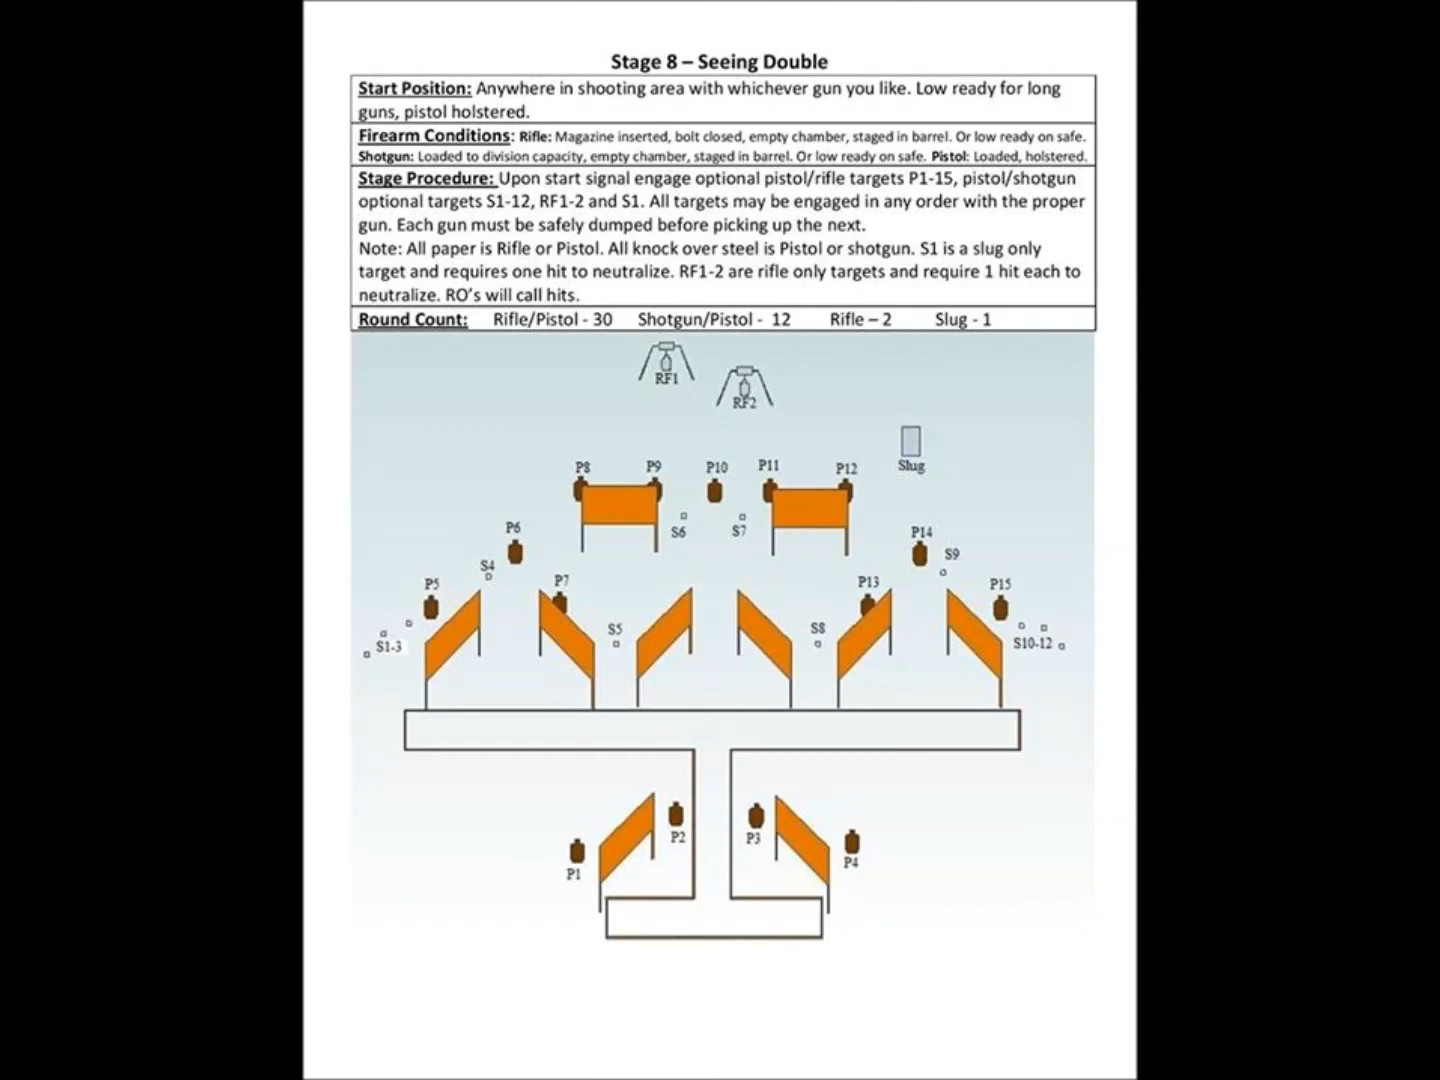 Stage 8 – Seeing Double
Start Position: Anywhere in shooting area with whichever gun you like. Low ready for long
guns, pistol holstered.
Firearm Conditions: Rifle: Magazine inserted, bolt closed, empty chamber, staged in barrel. Or low ready on safe.
Shotgun: Loaded to division capacity, empty chamber, staged in barrel. Or low ready on safe. Pistol: Loaded, holstered.
Stage Procedure: Upon start signal engage optional pistol/rifle targets P1-15, pistol/shotgun
optional targets S1-12, RF1-2 and S1. All targets may be engaged in any order with the proper
gun. Each gun must be safely dumped before picking up the next.
Note: All paper is Rifle or Pistol. All knock over steel is Pistol or shotgun. S1 is a slug only
target and requires one hit to neutralize. RF1-2 are rifle only targets and require 1 hit each to
neutralize. RO's will call hits.
Round Count: Rifle/Pistol - 30 Shotgun/Pistol - 12 Rifle – 2 Slug - 1
RF1
RF2
Slug
P8 P9 P10 P11 P12
S6 S7
P6 P14
S4 S9
P5 P7 P13 P15
S5 S8
S1-3 S10-12
P2 P3
P1 P4